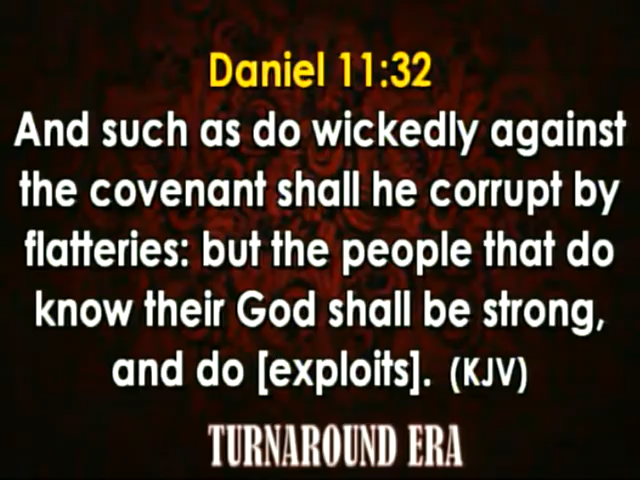 Daniel 11:32
And such as do wickedly against
the covenant shall he corrupt by
flatteries: but the people that do
know their God shall be strong,
and do [exploits]. (KJV)
TURNAROUND ERA